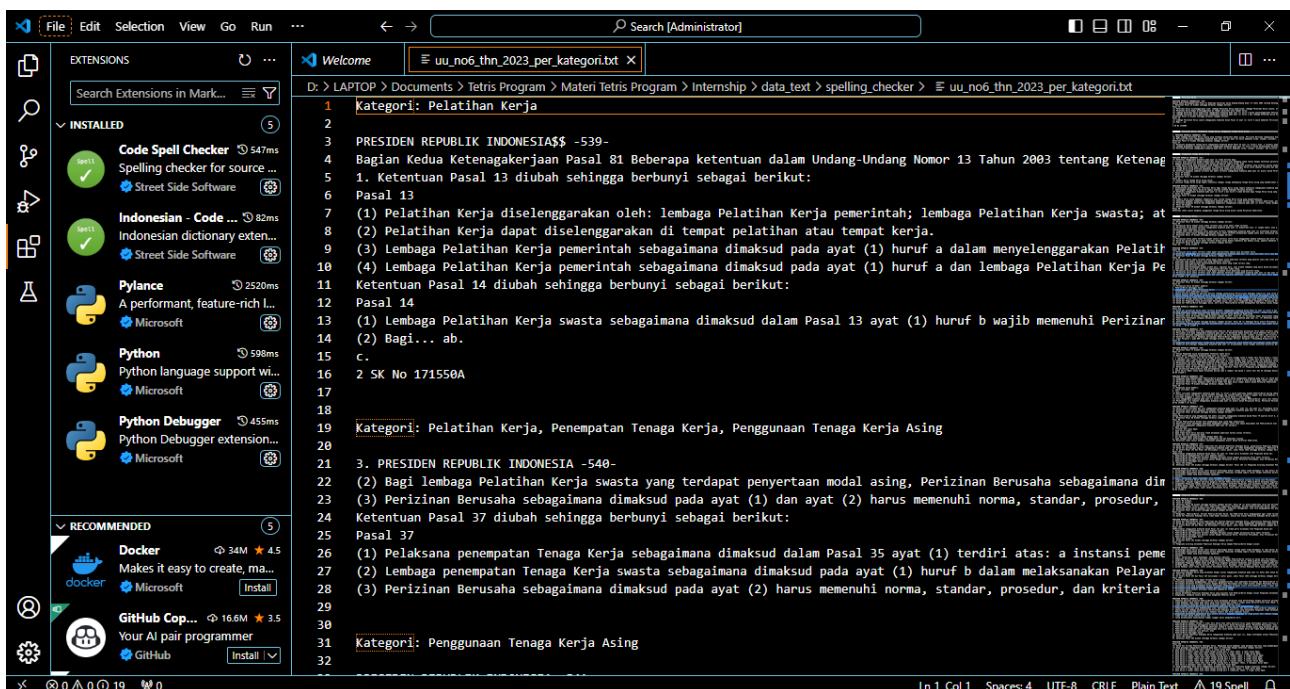 File Edit Selection View Go Run ··· Search [Administrator]
EXTENSIONS
Search Extensions in Mark...
INSTALLED 5
Code Spell Checker 547ms
Spelling checker for source ...
Street Side Software
Indonesian - Code ... 82ms
Indonesian dictionary exten...
Street Side Software
Pylance 2520ms
A performant, feature-rich l...
Microsoft
Python 598ms
Python language support wi...
Microsoft
Python Debugger 455ms
Python Debugger extension...
Microsoft
RECOMMENDED 5
Docker 34M 4.5
Makes it easy to create, ma...
Microsoft Install
docker
GitHub Cop... 16.6M 3.5
Your AI pair programmer
GitHub Install
Welcome uu_no6_thn_2023_per_kategori.txt
D: > LAPTOP > Documents > Tetris Program > Materi Tetris Program > Internship > data_text > spelling_checker > uu_no6_thn_2023_per_kategori.txt
1 Kategori: Pelatihan Kerja
2
3 PRESIDEN REPUBLIK INDONESIA$$ -539-
4 Bagian Kedua Ketenagakerjaan Pasal 81 Beberapa ketentuan dalam Undang-Undang Nomor 13 Tahun 2003 tentang Ketenag
5 1. Ketentuan Pasal 13 diubah sehingga berbunyi sebagai berikut:
6 Pasal 13
7 (1) Pelatihan Kerja diselenggarakan oleh: lembaga Pelatihan Kerja pemerintah; lembaga Pelatihan Kerja swasta; at
8 (2) Pelatihan Kerja dapat diselenggarakan di tempat pelatihan atau tempat kerja.
9 (3) Lembaga Pelatihan Kerja pemerintah sebagaimana dimaksud pada ayat (1) huruf a dalam menyelenggarakan Pelatih
10 (4) Lembaga Pelatihan Kerja pemerintah sebagaimana dimaksud pada ayat (1) huruf a dan lembaga Pelatihan Kerja Pe
11 Ketentuan Pasal 14 diubah sehingga berbunyi sebagai berikut:
12 Pasal 14
13 (1) Lembaga Pelatihan Kerja swasta sebagaimana dimaksud dalam Pasal 13 ayat (1) huruf b wajib memenuhi Perizinan
14 (2) Bagi... ab.
15 c.
16 2 SK No 171550A
17
18
19 Kategori: Pelatihan Kerja, Penempatan Tenaga Kerja, Penggunaan Tenaga Kerja Asing
20
21 3. PRESIDEN REPUBLIK INDONESIA -540-
22 (2) Bagi lembaga Pelatihan Kerja swasta yang terdapat penyertaan modal asing, Perizinan Berusaha sebagaimana dim
23 (3) Perizinan Berusaha sebagaimana dimaksud pada ayat (1) dan ayat (2) harus memenuhi norma, standar, prosedur,
24 Ketentuan Pasal 37 diubah sehingga berbunyi sebagai berikut:
25 Pasal 37
26 (1) Pelaksana penempatan Tenaga Kerja sebagaimana dimaksud dalam Pasal 35 ayat (1) terdiri atas: a instansi peme
27 (2) Lembaga penempatan Tenaga Kerja swasta sebagaimana dimaksud pada ayat (1) huruf b dalam melaksanakan Pelayan
28 (3) Perizinan Berusaha sebagaimana dimaksud pada ayat (2) harus memenuhi norma, standar, prosedur, dan kriteria
29
30
31 Kategori: Penggunaan Tenaga Kerja Asing
32
0 0 19 0 Ln 1, Col 1 Spaces: 4 UTF-8 CRLF Plain Text 19 Spell